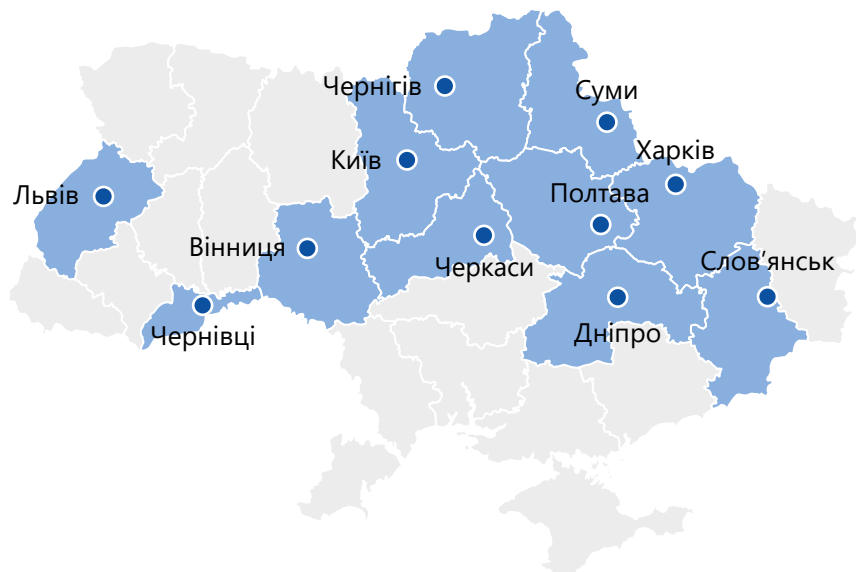 Чернігів
Суми
Харків
Київ
Львів
Полтава
Вінниця
Черкаси
Слов’янськ
Чернівці
Дніпро